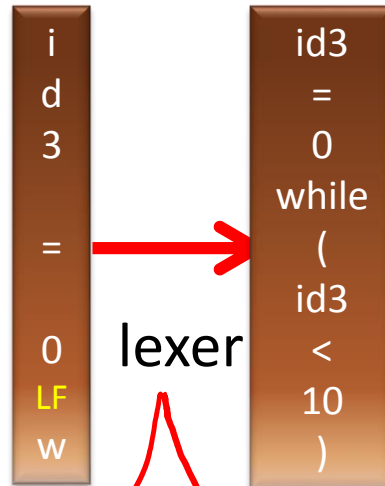 i
d
3
=
0
LF
w
lexer
id3
=
0
while
(
id3
<
10
)